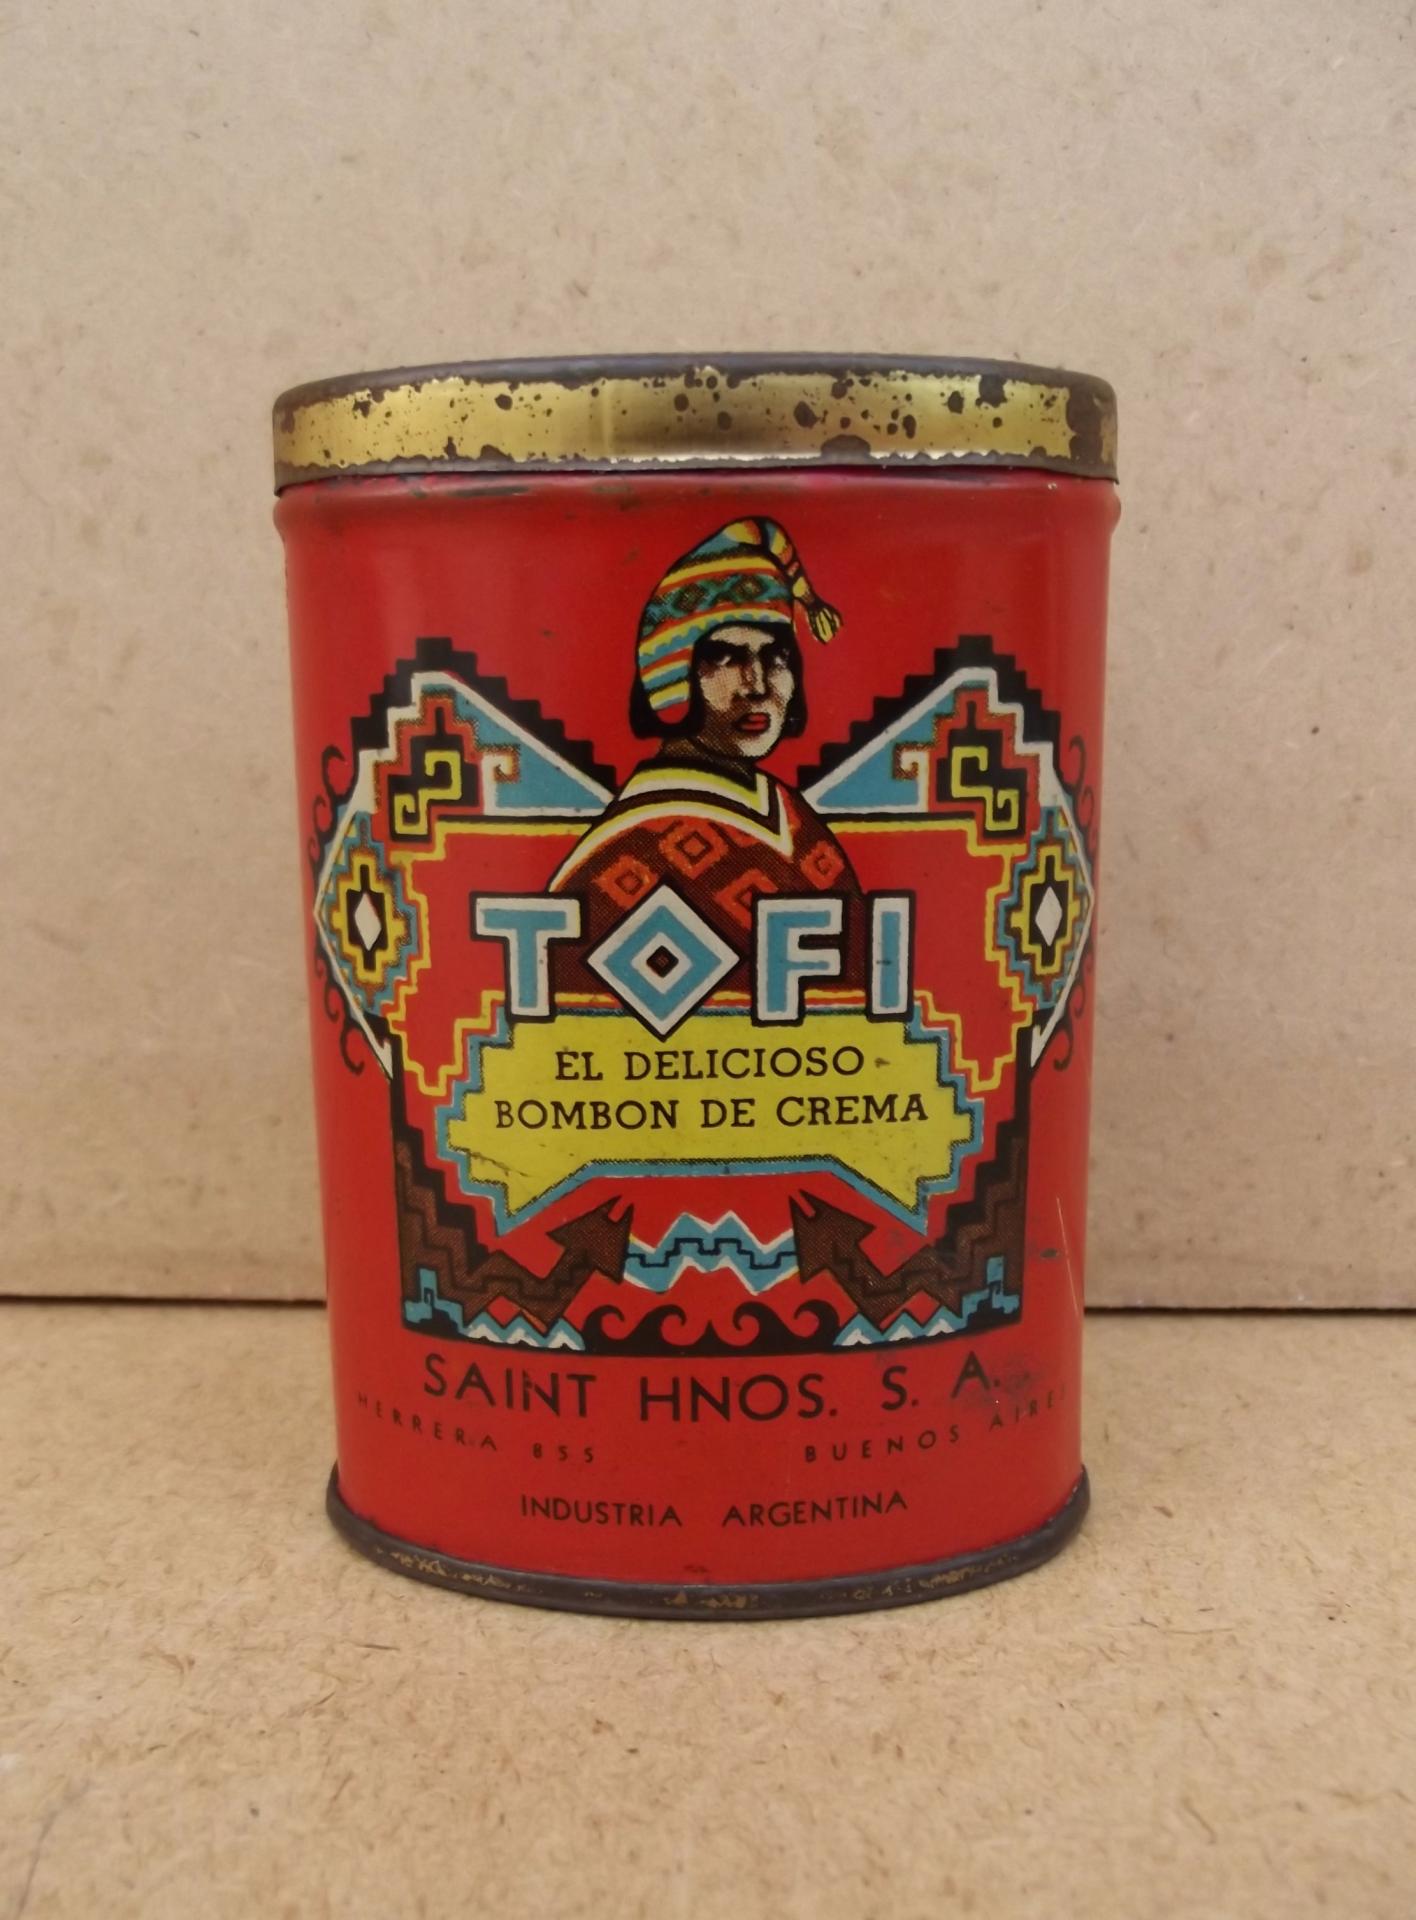 TOFI
EL DELICIOSO
BOMBON DE CREMA
SAINT HNOS. S. A.
HERRERA 855 BUENOS AIRES
INDUSTRIA ARGENTINA